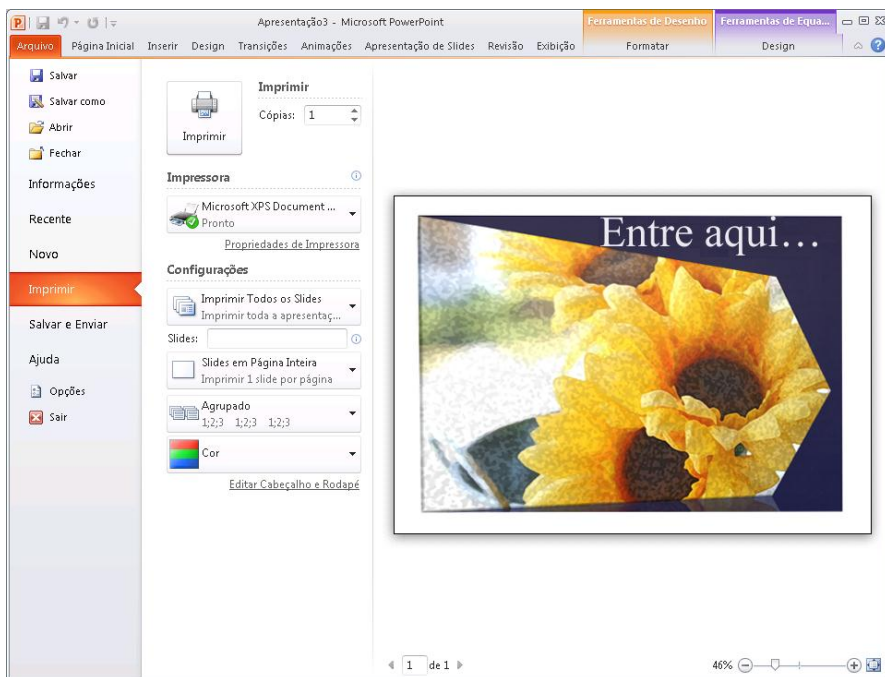 Apresentação3 - Microsoft PowerPoint
Ferramentas de Desenho
Ferramentas de Equa...
Arquivo Página Inicial Inserir Design Transições Animações Apresentação de Slides Revisão Exibição Formatar Design
Salvar
Salvar como
Abrir
Fechar
Informações
Recente
Novo
Imprimir
Salvar e Enviar
Ajuda
Opções
Sair
Imprimir
Imprimir
Cópias: 1
Impressora
Microsoft XPS Document ...
Pronto
Propriedades de Impressora
Configurações
Imprimir Todos os Slides
Imprimir toda a apresentaç...
Slides:
Slides em Página Inteira
Imprimir 1 slide por página
Agrupado
1;2;3 1;2;3 1;2;3
Cor
Editar Cabeçalho e Rodapé
Entre aqui...
1 de 1
46%